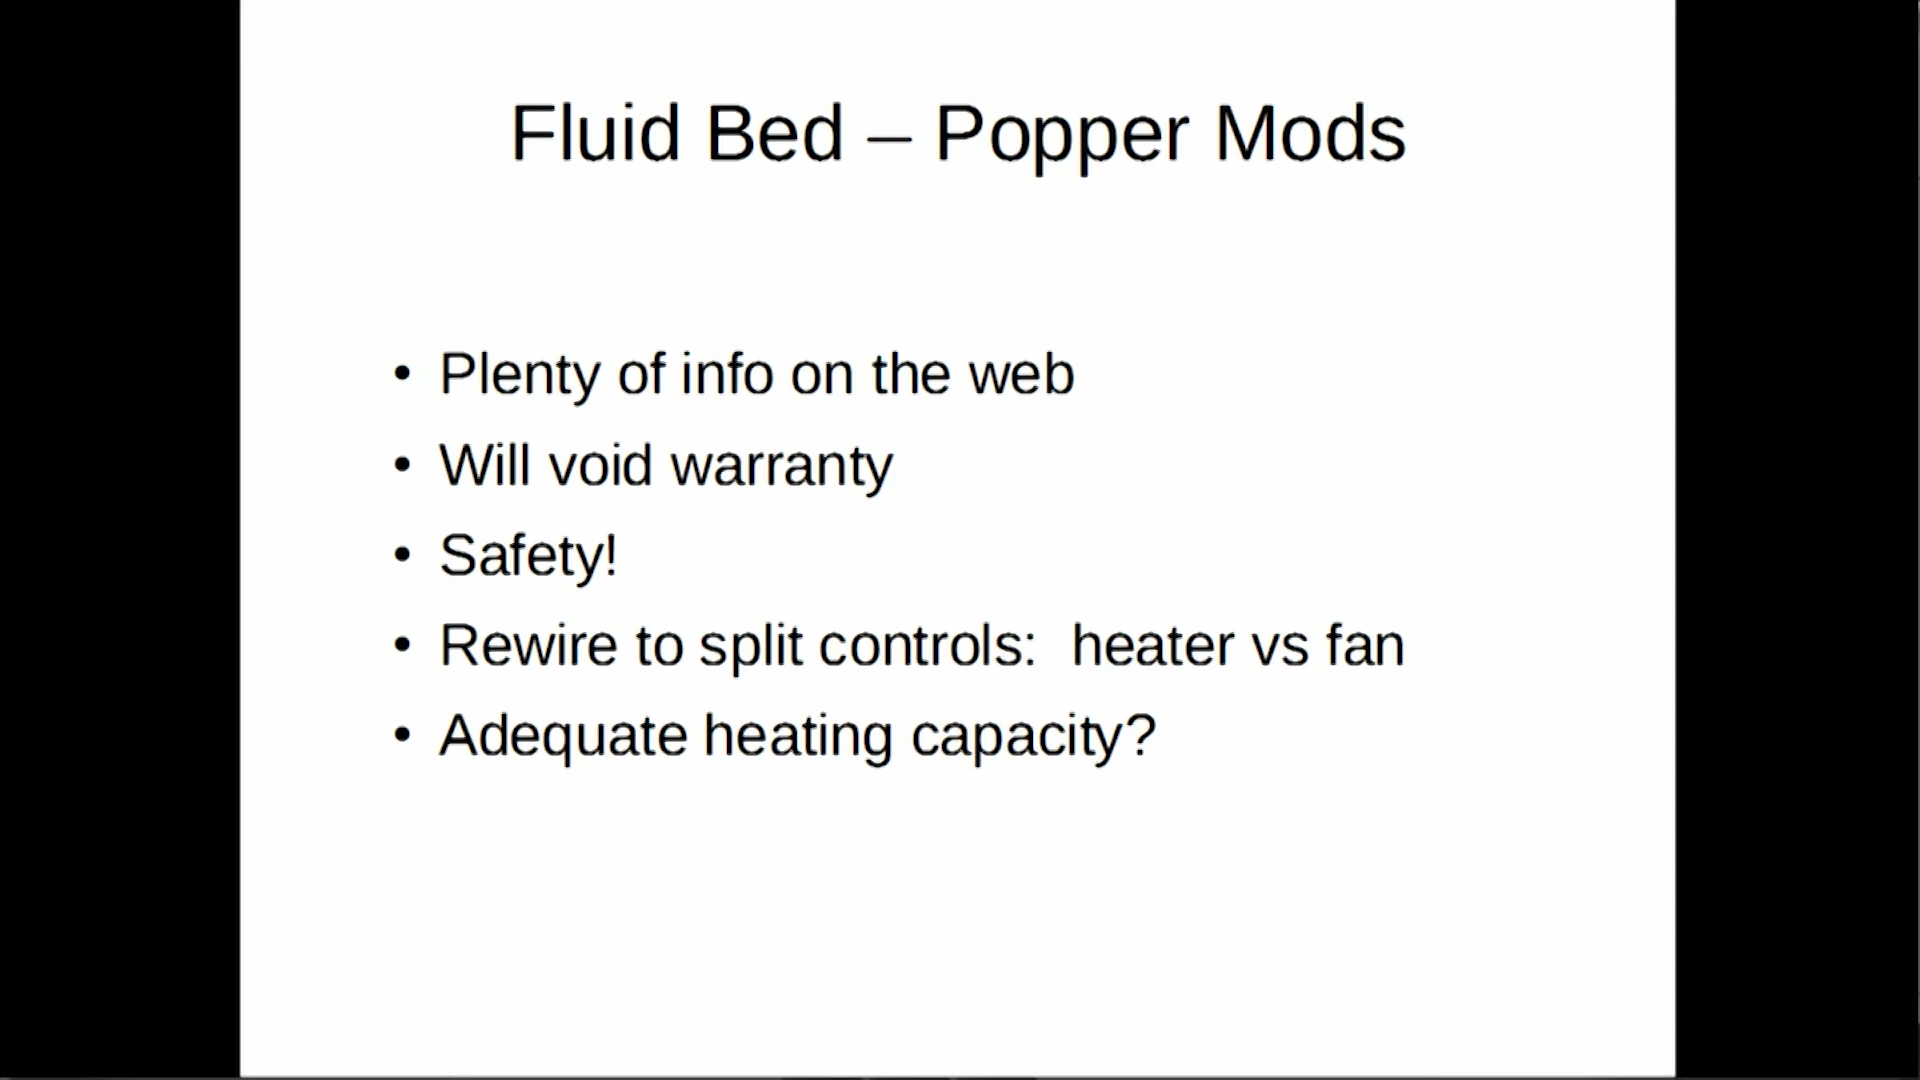 Fluid Bed – Popper Mods
• Plenty of info on the web
• Will void warranty
• Safety!
• Rewire to split controls:  heater vs fan
• Adequate heating capacity?